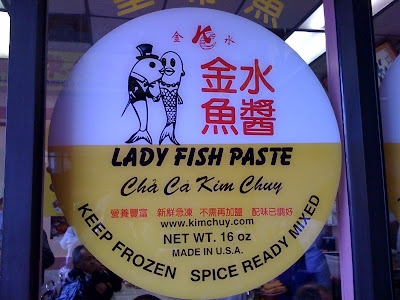 金 K 水
金水
魚醬
LADY FISH PASTE
Chả Cá Kim Chuy
營養豐富 新鮮急凍 不需再加鹽 配味已調好
www.kimchuy.com
NET WT. 16 oz
MADE IN U.S.A.
KEEP FROZEN SPICE READY MIXED